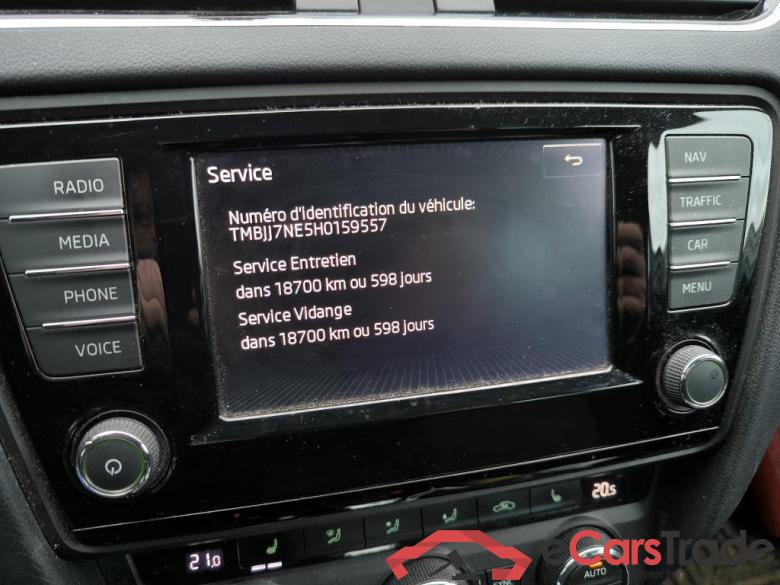 Service
Numéro d'identification du véhicule:
TMBJJ7NE5H0159557
Service Entretien
dans 18700 km ou 598 jours
Service Vidange
dans 18700 km ou 598 jours
RADIO
MEDIA
PHONE
VOICE
NAV
TRAFFIC
CAR
MENU
21.0
20.5
SYNC
AUTO
eCarsTrade